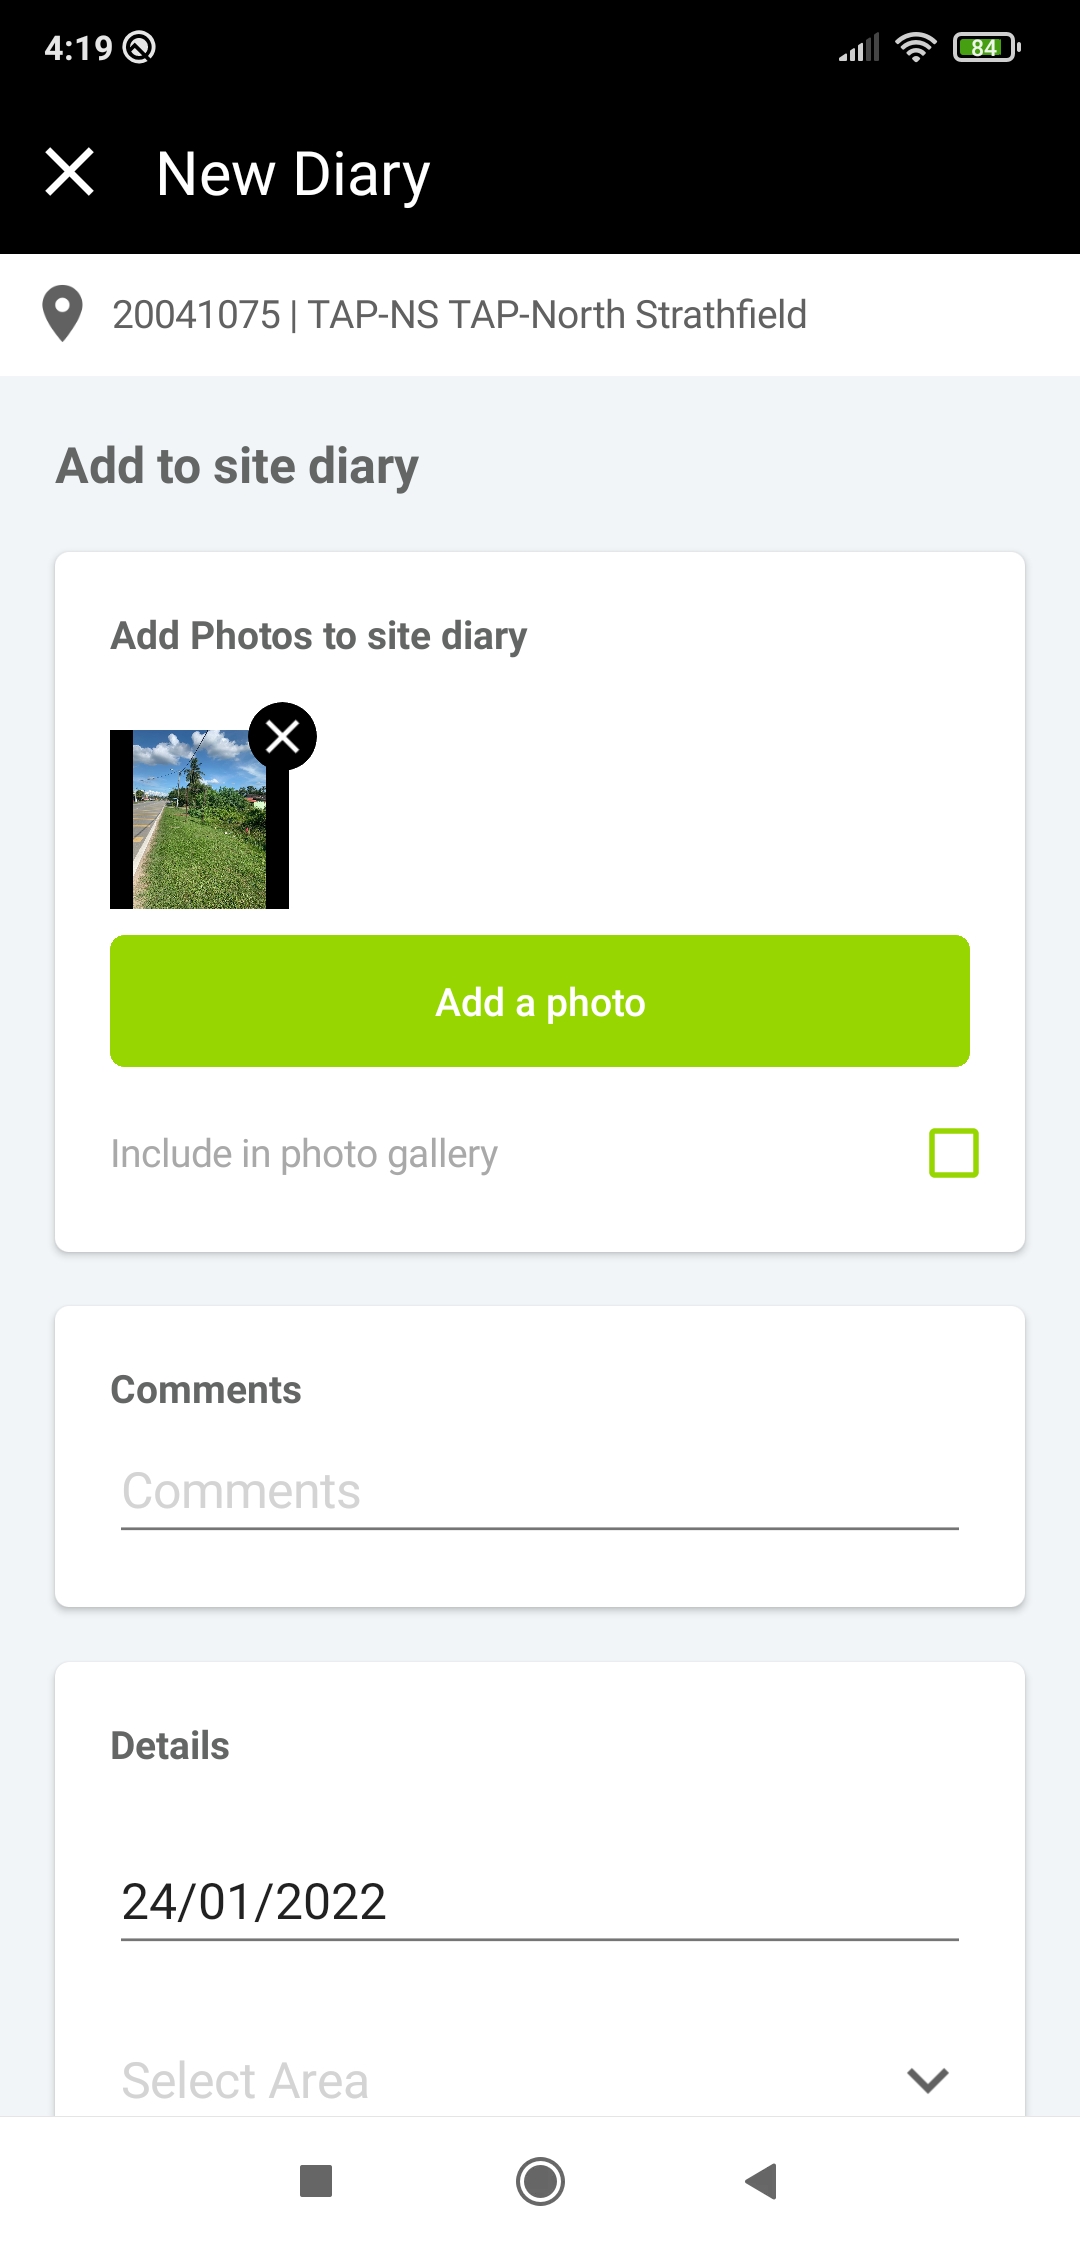 4:19
84
New Diary
20041075 | TAP-NS TAP-North Strathfield
Add to site diary
Add Photos to site diary
Add a photo
Include in photo gallery
Comments
Comments
Details
24/01/2022
Select Area